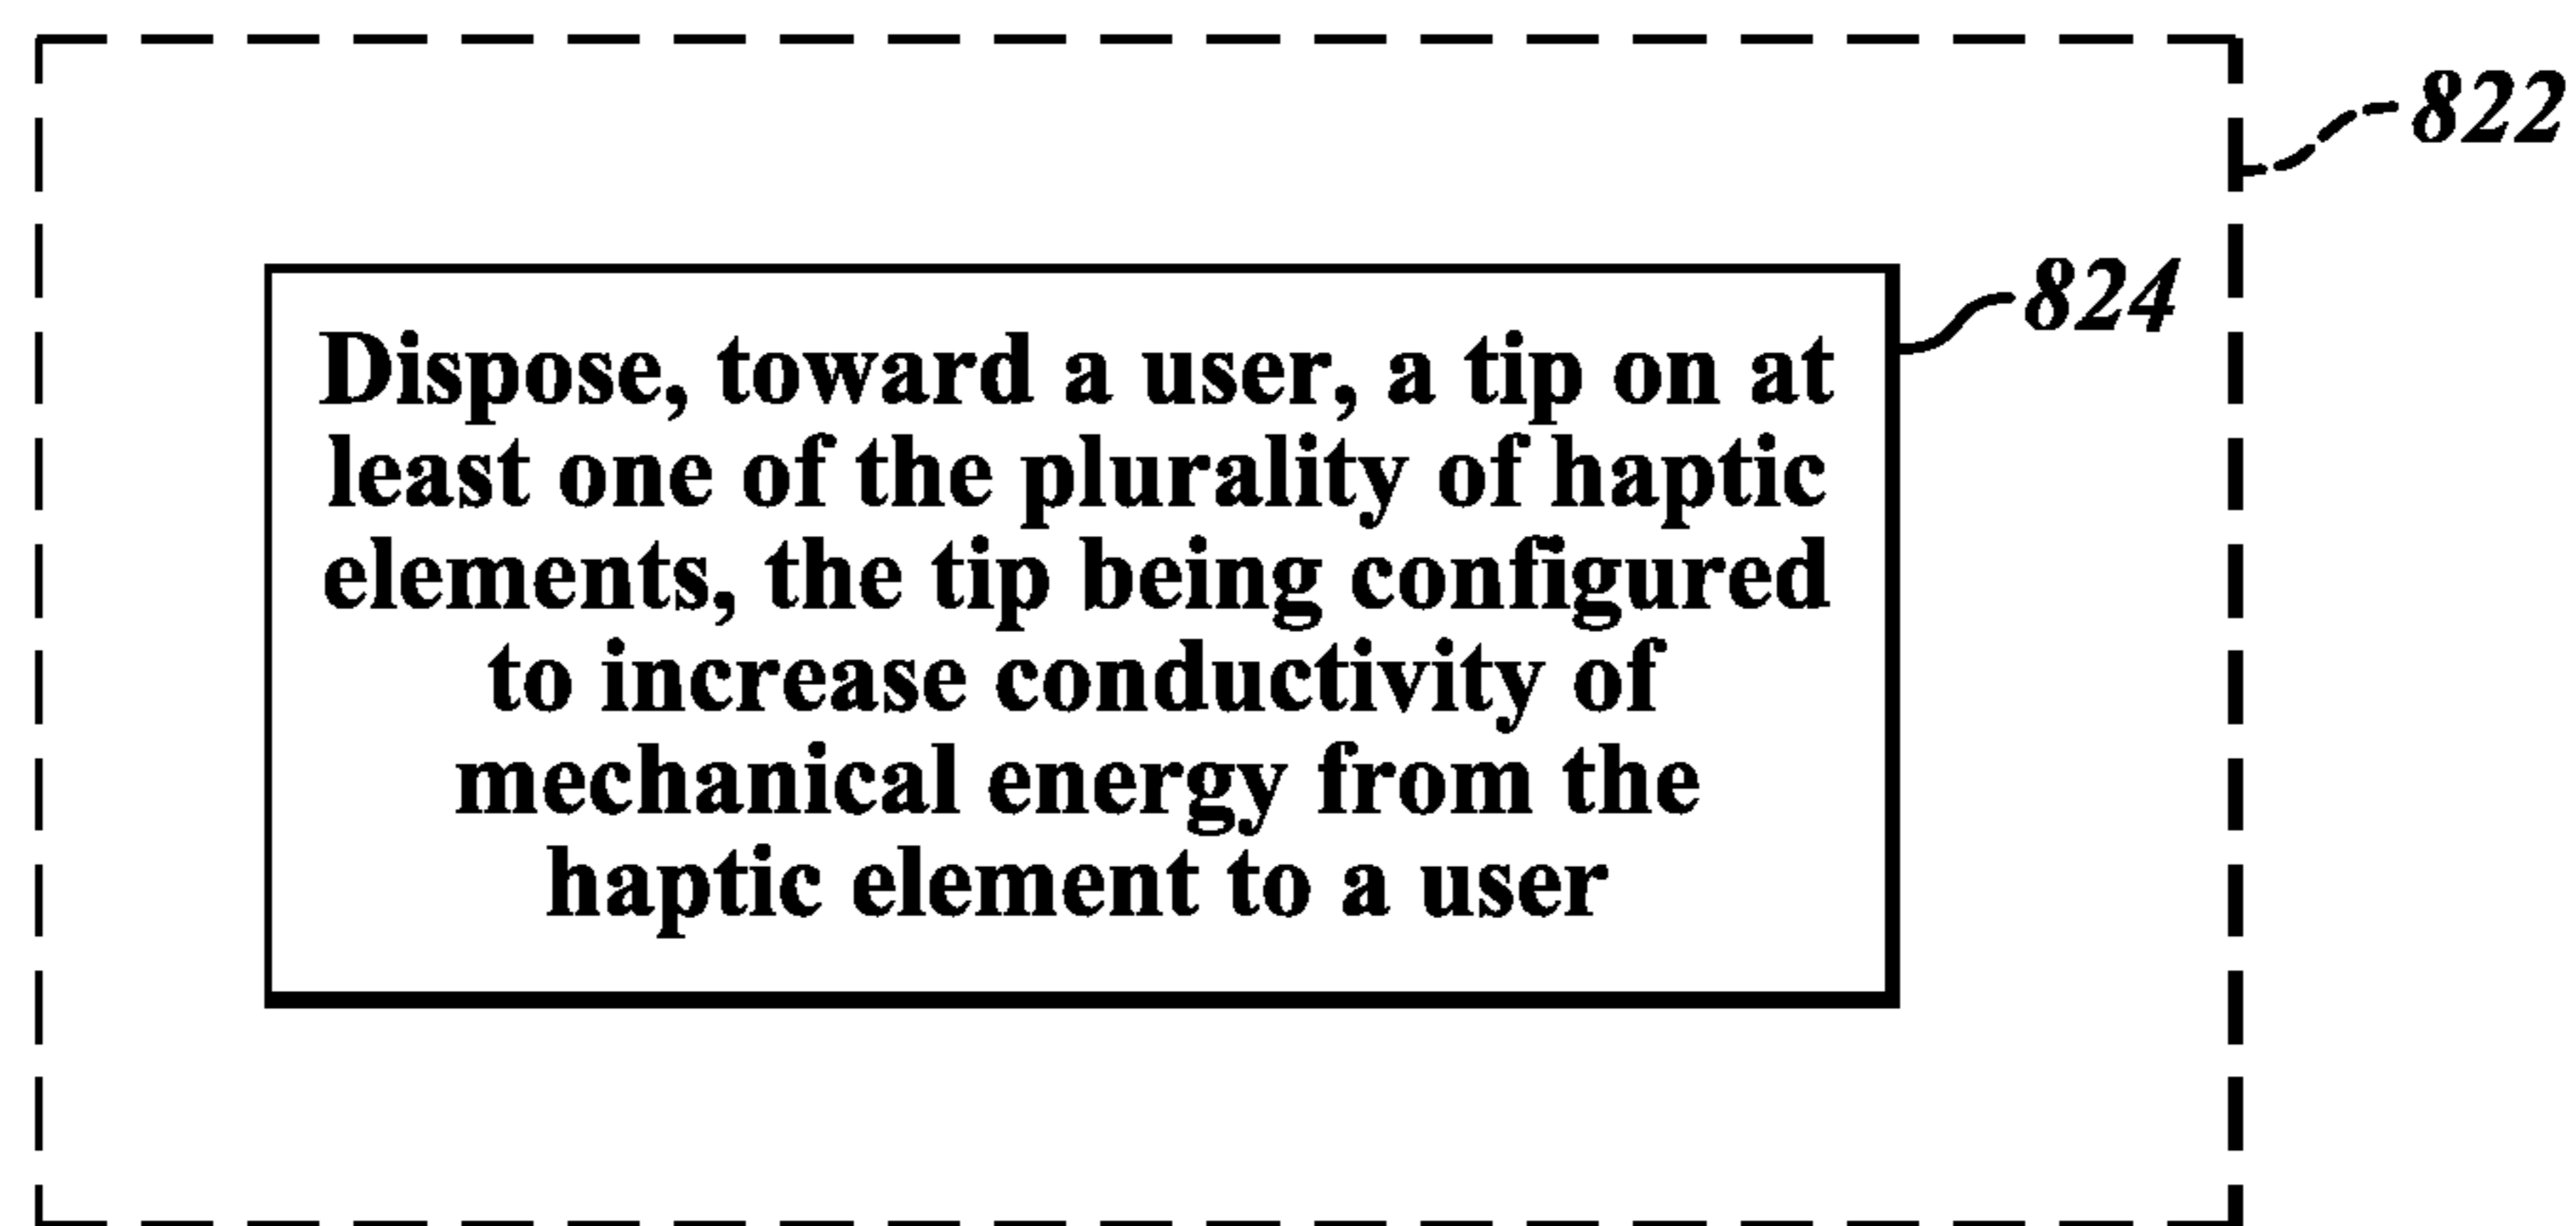 822
824
Dispose, toward a user, a tip on at
least one of the plurality of haptic
elements, the tip being configured
to increase conductivity of
mechanical energy from the
haptic element to a user